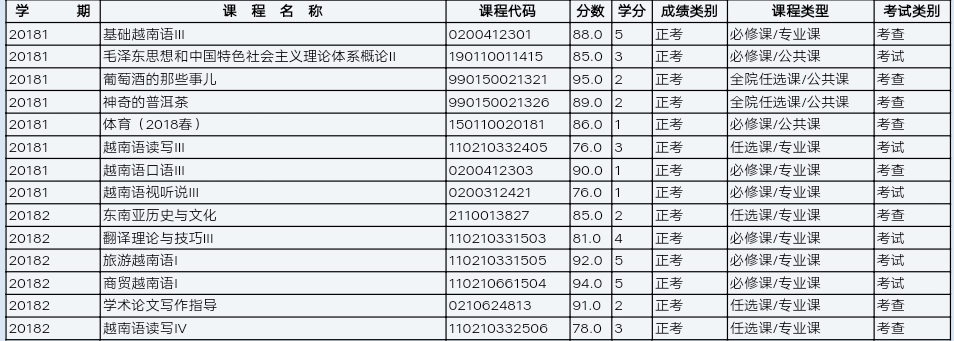 学 期 课 程 名 称 课程代码 分数 学分 成绩类别 课程类型 考试类别
20181 基础越南语III 0200412301 88.0 5 正考 必修课/专业课 考查
20181 毛泽东思想和中国特色社会主义理论体系概论II 190110011415 85.0 3 正考 必修课/公共课 考试
20181 葡萄酒的那些事儿 990150021321 95.0 2 正考 全院任选课/公共课 考查
20181 神奇的普洱茶 990150021326 89.0 2 正考 全院任选课/公共课 考查
20181 体育（2018春） 150110020181 86.0 1 正考 必修课/公共课 考查
20181 越南语读写III 110210332405 76.0 3 正考 任选课/专业课 考试
20181 越南语口语III 0200412303 90.0 1 正考 必修课/专业课 考查
20181 越南语视听说III 0200312421 76.0 1 正考 必修课/专业课 考试
20182 东南亚历史与文化 2110013827 85.0 2 正考 任选课/专业课 考查
20182 翻译理论与技巧III 110210331503 81.0 4 正考 必修课/专业课 考试
20182 旅游越南语I 110210331505 92.0 5 正考 必修课/专业课 考试
20182 商贸越南语I 110210661504 94.0 5 正考 必修课/专业课 考试
20182 学术论文写作指导 0210624813 91.0 2 正考 任选课/专业课 考查
20182 越南语读写IV 110210332506 78.0 3 正考 任选课/专业课 考查